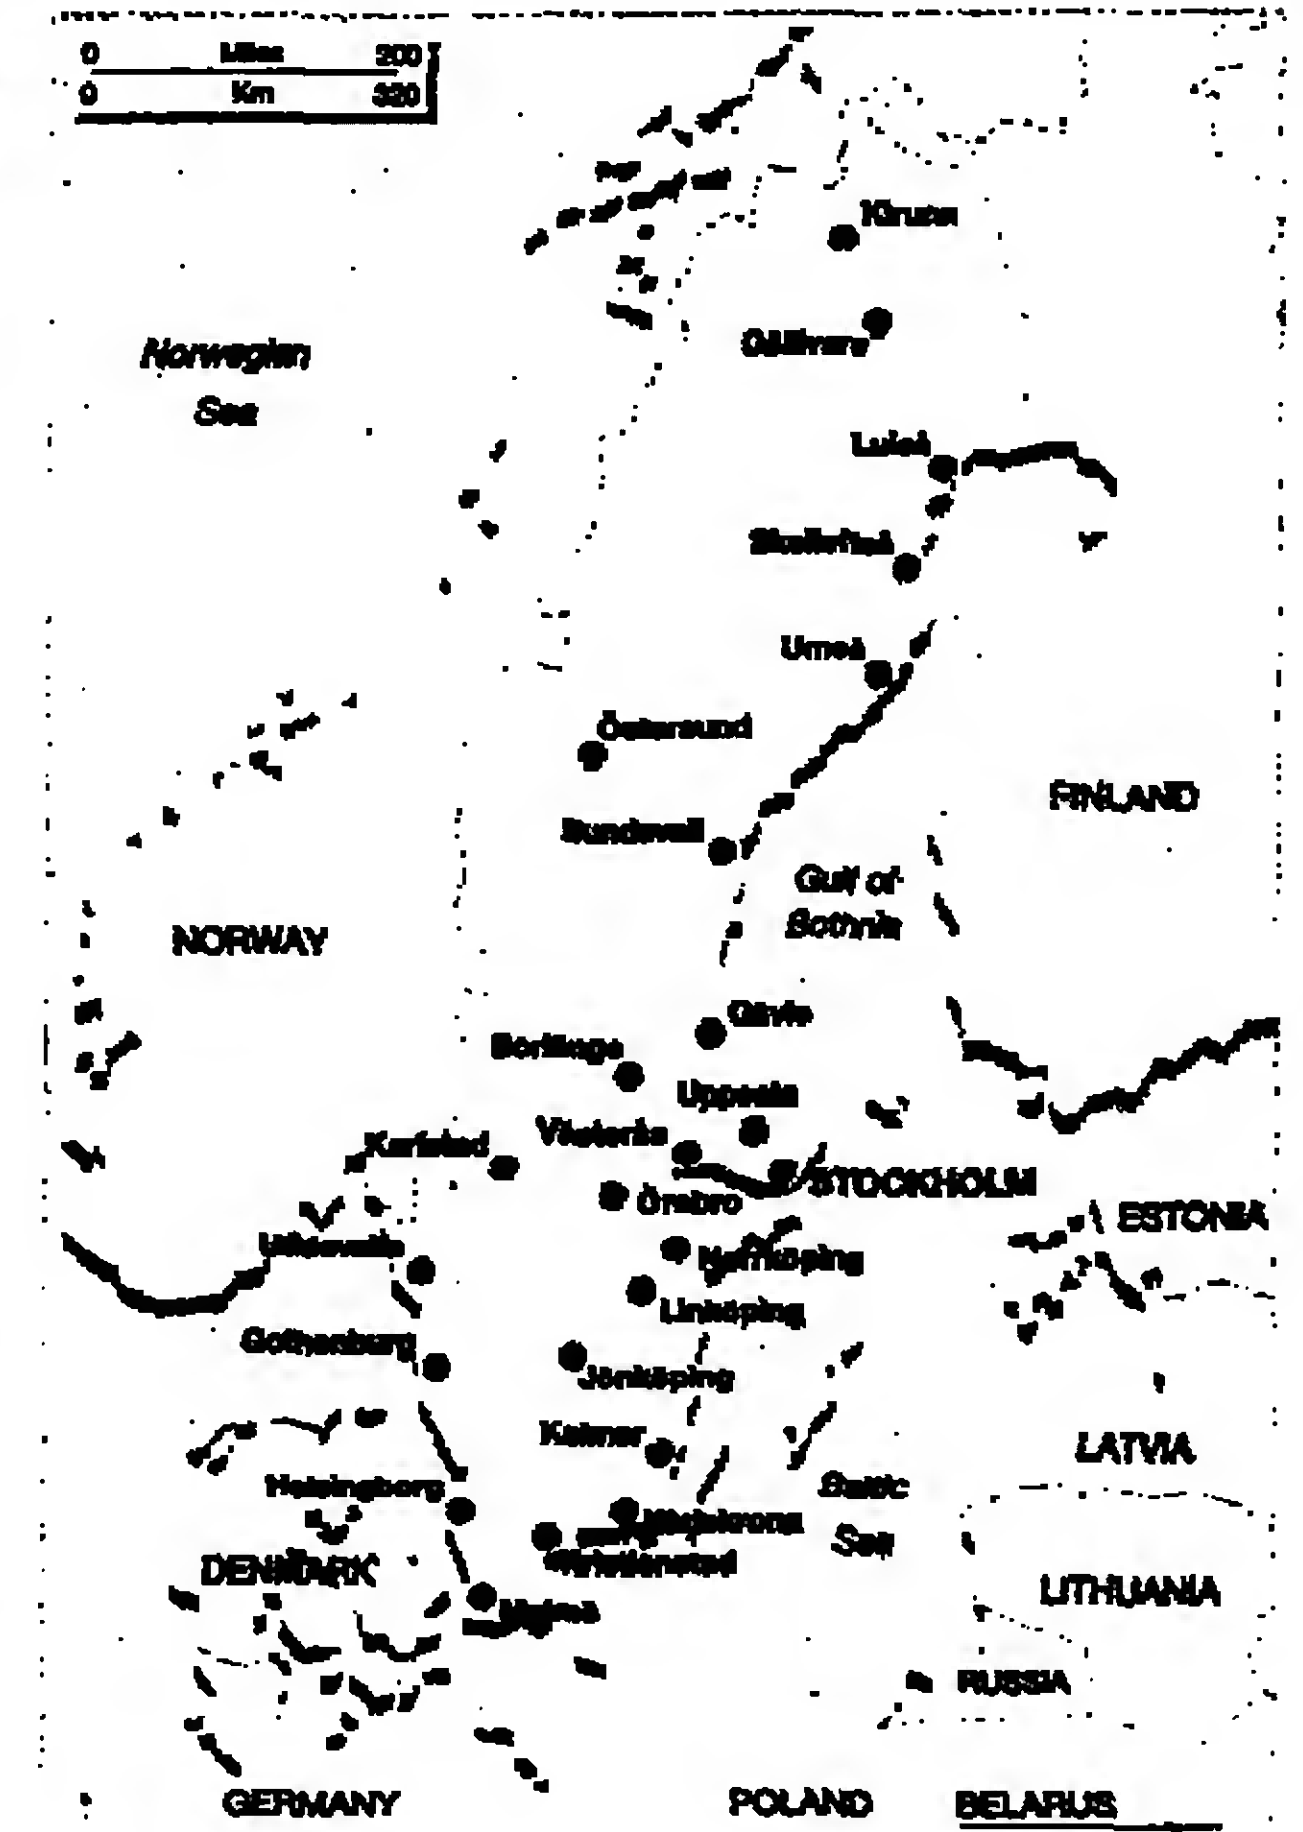 0 Miles 200
0 Km 320
Kiruna
Gällivare
Norwegian
Sea
Luleå
Skellefteå
Umeå
Östersund
FINLAND
Sundsvall
Gulf of
Bothnia
NORWAY
Gävle
Borlänge
Uppsala
Västerås
Karlstad
STOCKHOLM
Örebro
ESTONIA
Uddevalla
Norrköping
Linköping
Gothenburg
Jönköping
Kalmar
LATVIA
Helsingborg
Baltic
Sea
Kristianstad
DENMARK
LITHUANIA
Malmö
RUSSIA
GERMANY
POLAND
BELARUS